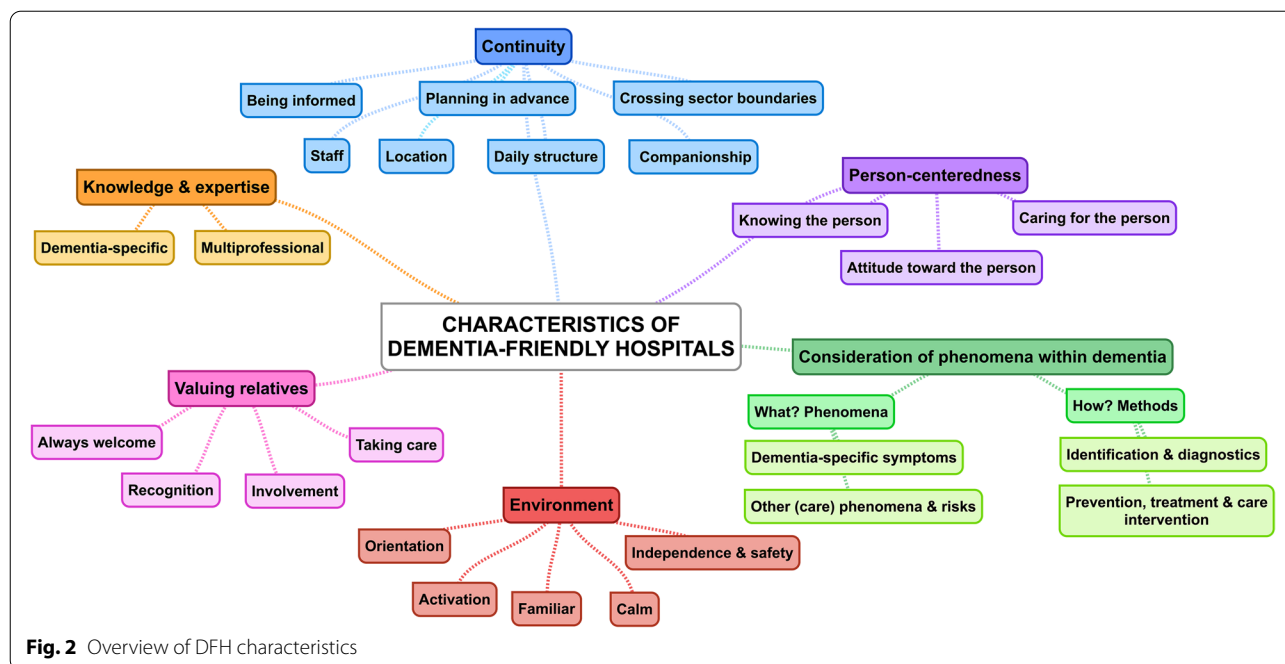 Continuity
Being informed
Planning in advance
Crossing sector boundaries
Staff
Location
Daily structure
Companionship
Knowledge & expertise
Dementia-specific
Multiprofessional
Person-centeredness
Knowing the person
Caring for the person
Attitude toward the person
CHARACTERISTICS OF
DEMENTIA-FRIENDLY HOSPITALS
Consideration of phenomena within dementia
What? Phenomena
Dementia-specific symptoms
Other (care) phenomena & risks
How? Methods
Identification & diagnostics
Prevention, treatment & care
intervention
Valuing relatives
Always welcome
Recognition
Involvement
Taking care
Environment
Orientation
Activation
Familiar
Calm
Independence & safety
Fig. 2 Overview of DFH characteristics